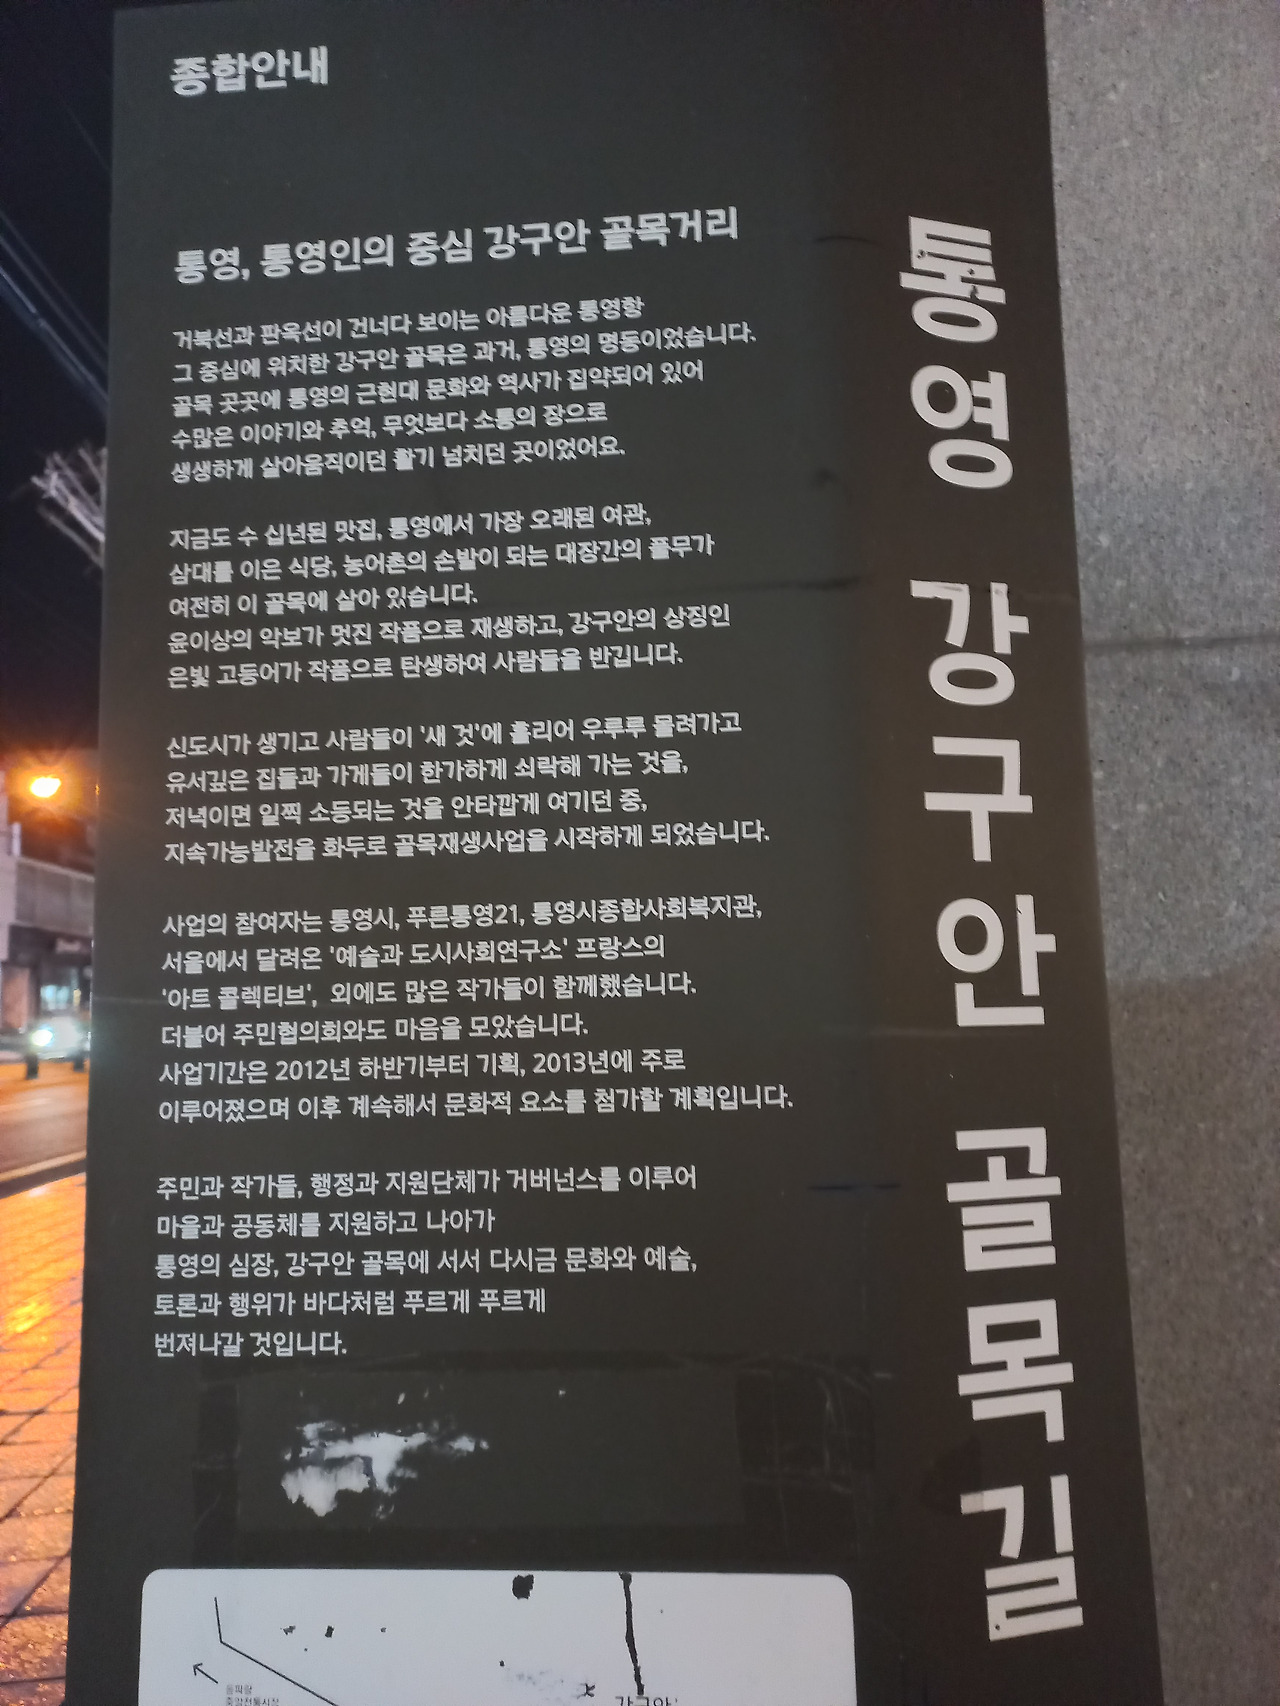 종합안내
통영, 통영인의 중심 강구안 골목거리
거북선과 판옥선이 건너다 보이는 아름다운 통영항
그 중심에 위치한 강구안 골목은 과거, 통영의 명동이었습니다.
골목 곳곳에 통영의 근현대 문화와 역사가 집약되어 있어
수많은 이야기와 추억, 무엇보다 소통의 장으로
생생하게 살아움직이던 활기 넘치던 곳이었어요.
지금도 수 십년된 맛집, 통영에서 가장 오래된 여관,
삼대를 이은 식당, 농어촌의 손발이 되는 대장간의 풀무가
여전히 이 골목에 살아 있습니다.
윤이상의 악보가 멋진 작품으로 재생하고, 강구안의 상징인
은빛 고등어가 작품으로 탄생하여 사람들을 반깁니다.
신도시가 생기고 사람들이 '새 것'에 홀리어 우루루 몰려가고
유서깊은 집들과 가게들이 한가하게 쇠락해 가는 것을,
저녁이면 일찍 소등되는 것을 안타깝게 여기던 중,
지속가능발전을 화두로 골목재생사업을 시작하게 되었습니다.
사업의 참여자는 통영시, 푸른통영21, 통영시종합사회복지관,
서울에서 달려온 '예술과 도시사회연구소' 프랑스의
'아트 콜렉티브', 외에도 많은 작가들이 함께했습니다.
더불어 주민협의회와도 마음을 모았습니다.
사업기간은 2012년 하반기부터 기획, 2013년에 주로
이루어졌으며 이후 계속해서 문화적 요소를 첨가할 계획입니다.
주민과 작가들, 행정과 지원단체가 거버넌스를 이루어
마을과 공동체를 지원하고 나아가
통영의 심장, 강구안 골목에 서서 다시금 문화와 예술,
토론과 행위가 바다처럼 푸르게 푸르게
번져나갈 것입니다.
통영 강구안 골목길
동피랑
중앙전통시장
강구안